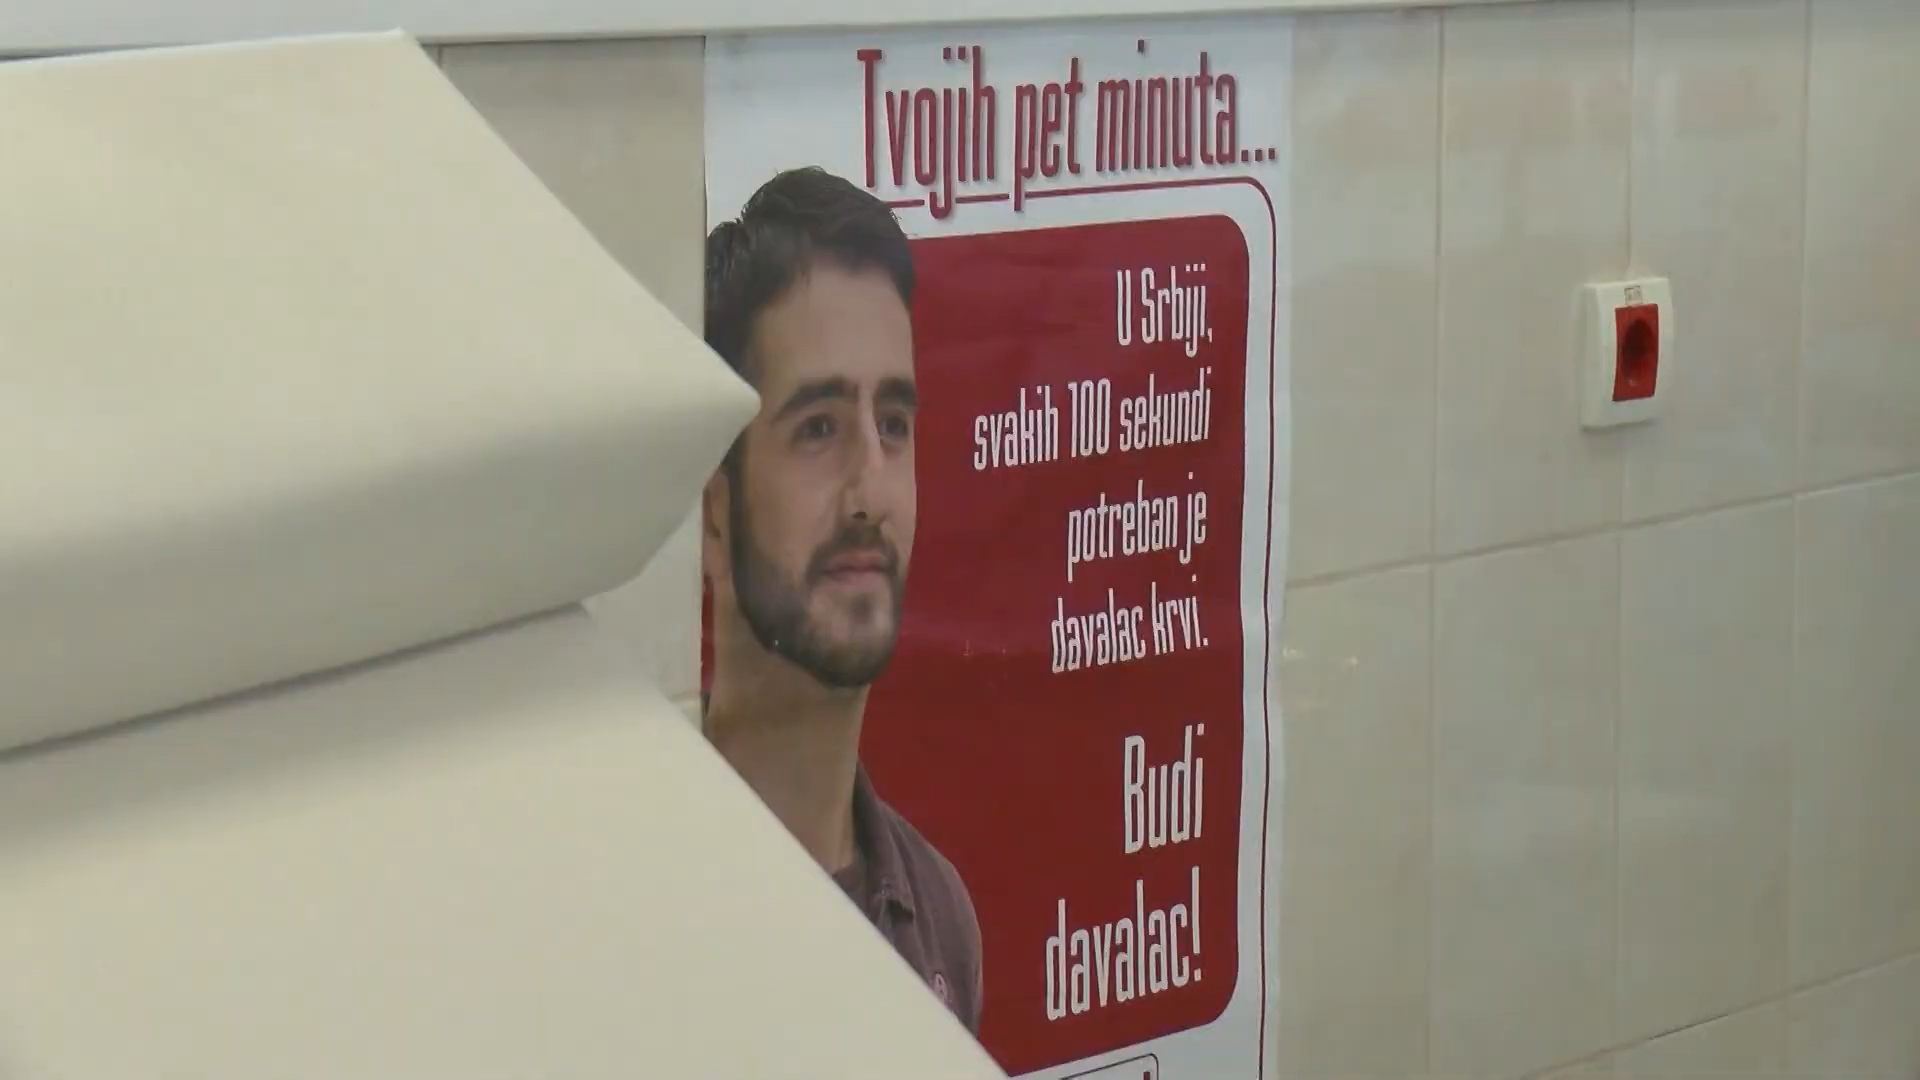 Tvojih pet minuta...
U Srbiji,
svakih 100 sekundi
potreban je
davalac krvi.
Budi
davalac!